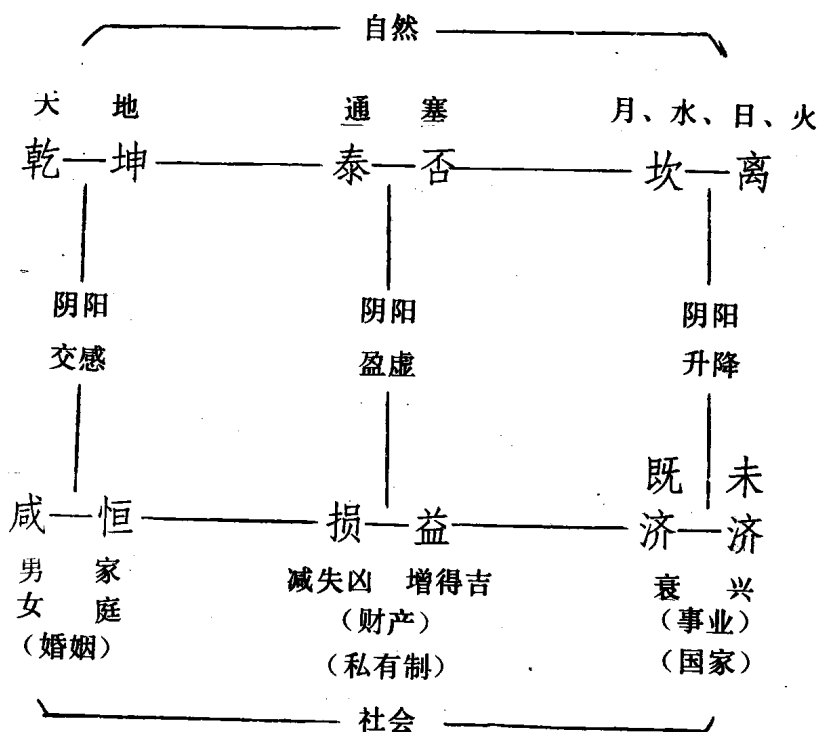 自然
天 地 通 塞 月、水、日、火
乾—坤 泰—否 坎—离
阴阳 阴阳 阴阳
交感 盈虚 升降
既 未
咸—恒 损—益 济—济
男 家 减失凶 增得吉 衰 兴
女 庭 （财产） （事业）
（婚姻） （私有制） （国家）
社会